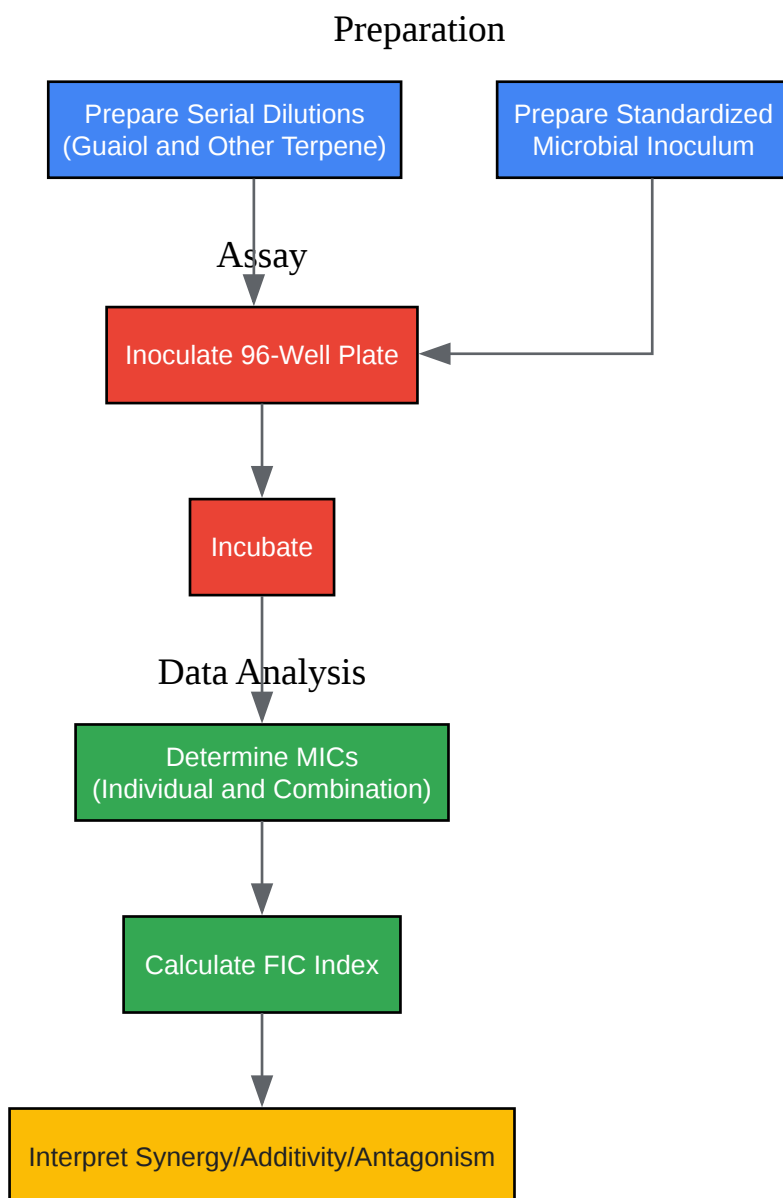 Preparation
Prepare Serial Dilutions
(Guaiol and Other Terpene)
Prepare Standardized
Microbial Inoculum
Assay
Inoculate 96-Well Plate
Incubate
Data Analysis
Determine MICs
(Individual and Combination)
Calculate FIC Index
Interpret Synergy/Additivity/Antagonism